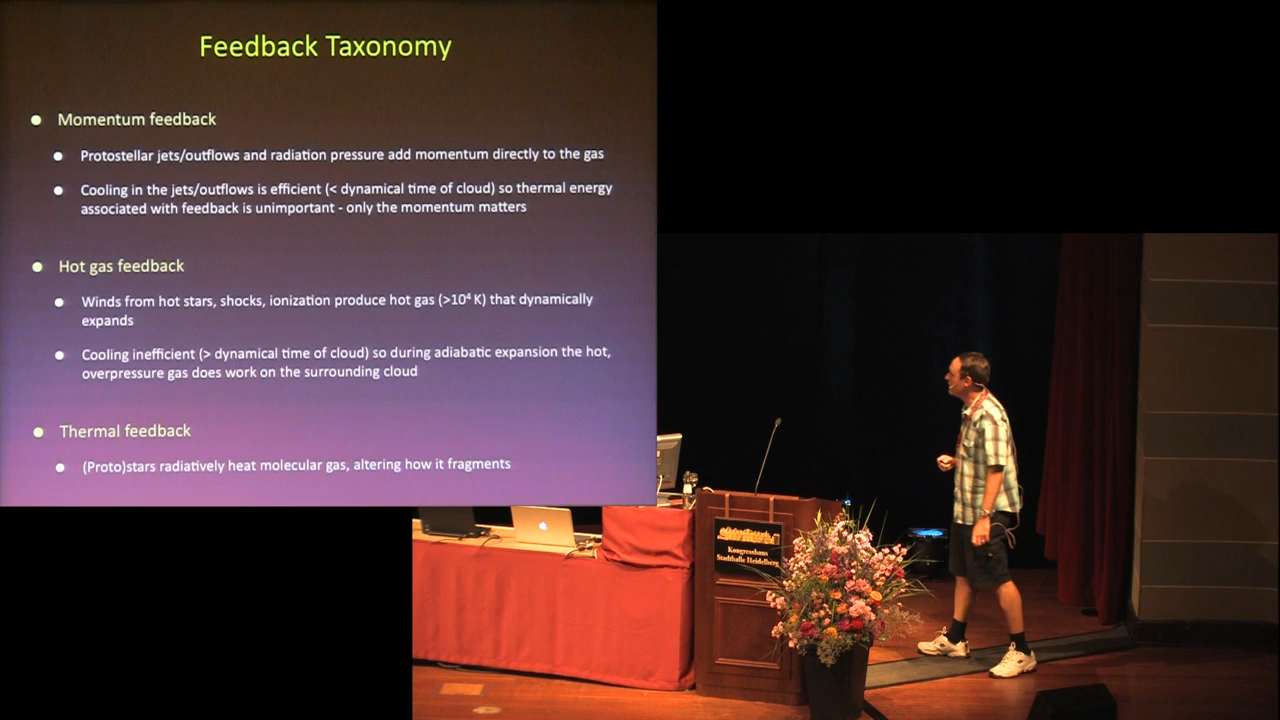 Feedback Taxonomy
Momentum feedback
Protostellar jets/outflows and radiation pressure add momentum directly to the gas
Cooling in the jets/outflows is efficient (< dynamical time of cloud) so thermal energy
associated with feedback is unimportant - only the momentum matters
Hot gas feedback
Winds from hot stars, shocks, ionization produce hot gas (>10⁴ K) that dynamically
expands
Cooling inefficient (> dynamical time of cloud) so during adiabatic expansion the hot,
overpressure gas does work on the surrounding cloud
Thermal feedback
(Proto)stars radiatively heat molecular gas, altering how it fragments
Kongresshaus
Stadthalle Heidelberg